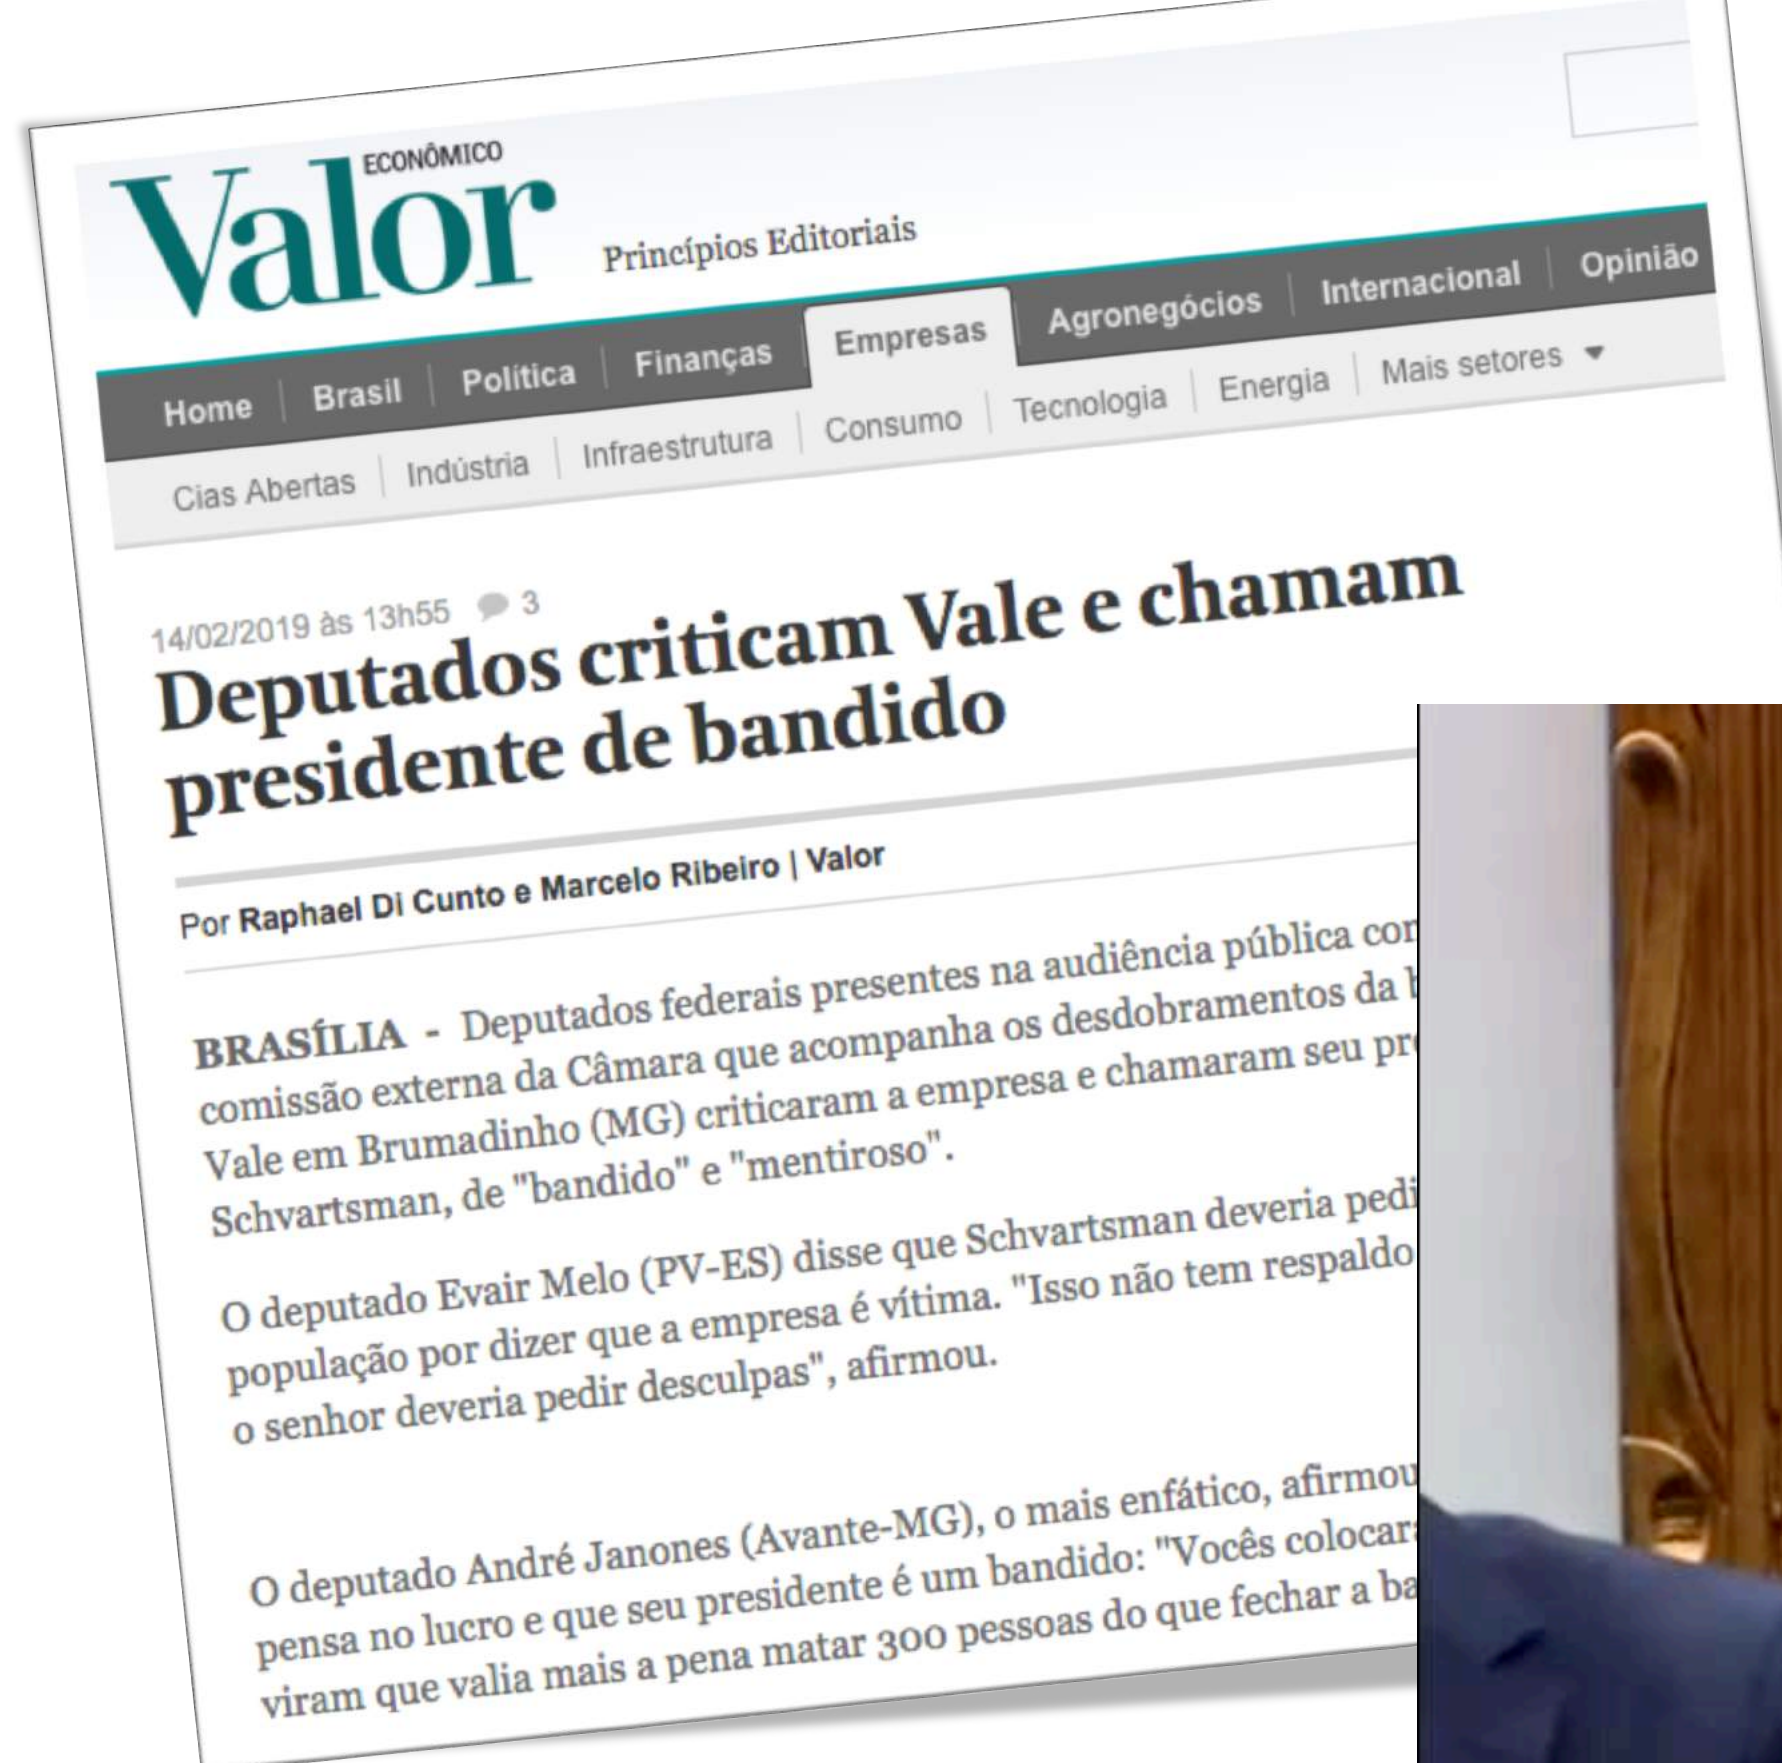 Valor ECONÔMICO
Princípios Editoriais
Home Brasil Política Finanças Empresas Agronegócios Internacional Opinião
Cias Abertas Indústria Infraestrutura Consumo Tecnologia Energia Mais setores
14/02/2019 às 13h55 3
Deputados criticam Vale e chamam
presidente de bandido
Por Raphael Di Cunto e Marcelo Ribeiro | Valor
BRASÍLIA - Deputados federais presentes na audiência pública
comissão externa da Câmara que acompanha os desdobramentos da
Vale em Brumadinho (MG) criticaram a empresa e chamaram seu
Schvartsman, de "bandido" e "mentiroso".
O deputado Evair Melo (PV-ES) disse que Schvartsman deveria
população por dizer que a empresa é vítima. "Isso não tem respaldo
o senhor deveria pedir desculpas", afirmou.
O deputado André Janones (Avante-MG), o mais enfático, afirmou
pensa no lucro e que seu presidente é um bandido: "Vocês
viram que valia mais a pena matar 300 pessoas do que fechar a